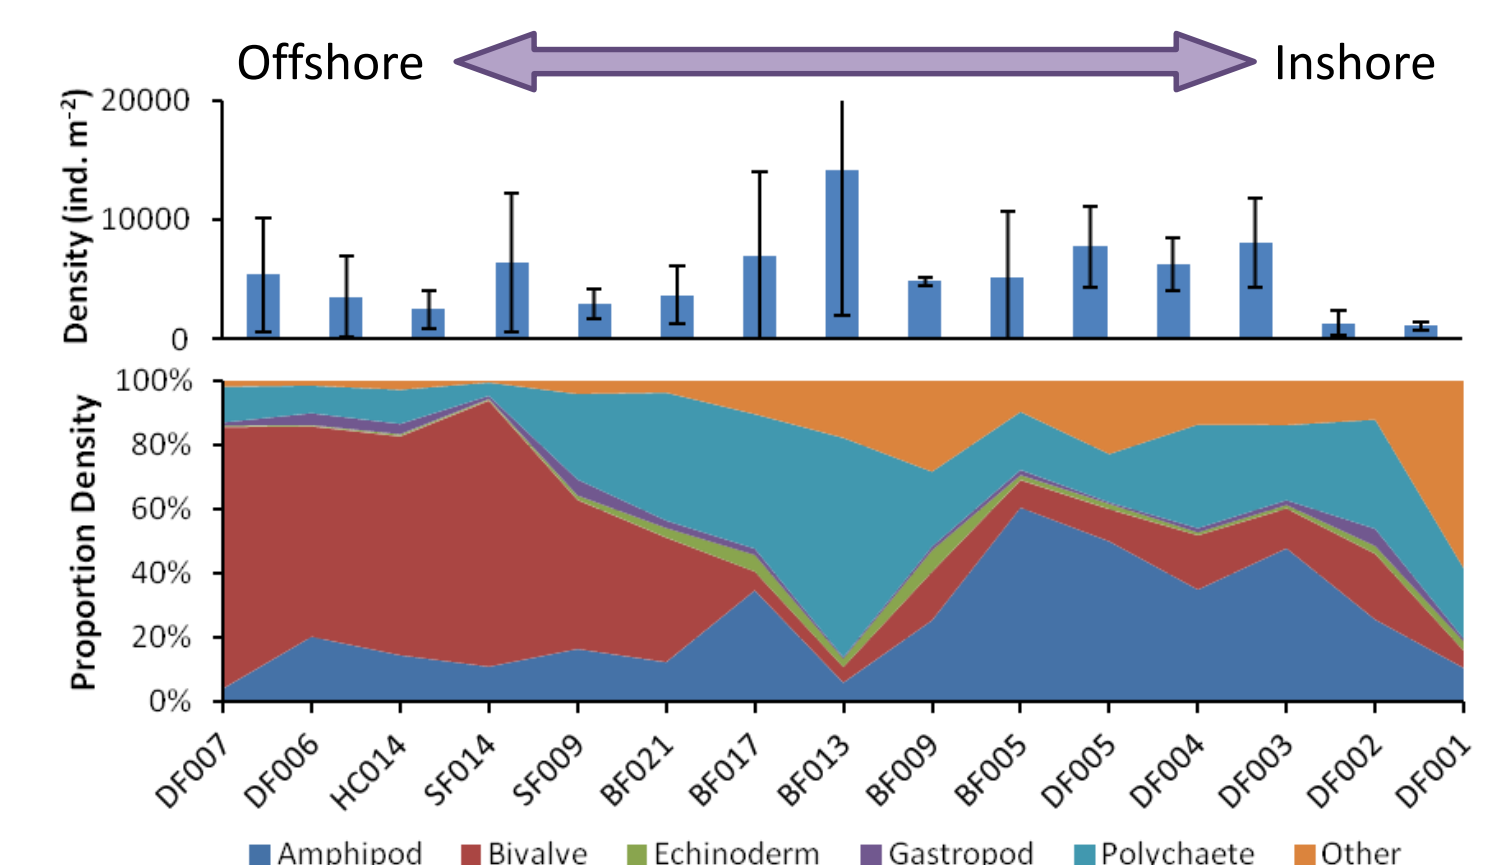 Offshore Inshore
Density (ind. m⁻²)
20000
10000
0
Proportion Density
100%
80%
60%
40%
20%
0%
DF007 DF006 HC014 SF014 SF009 BF021 BF017 BF013 BF009 BF005 DF005 DF004 DF003 DF002 DF001
Amphipod Bivalve Echinoderm Gastropod Polychaete Other